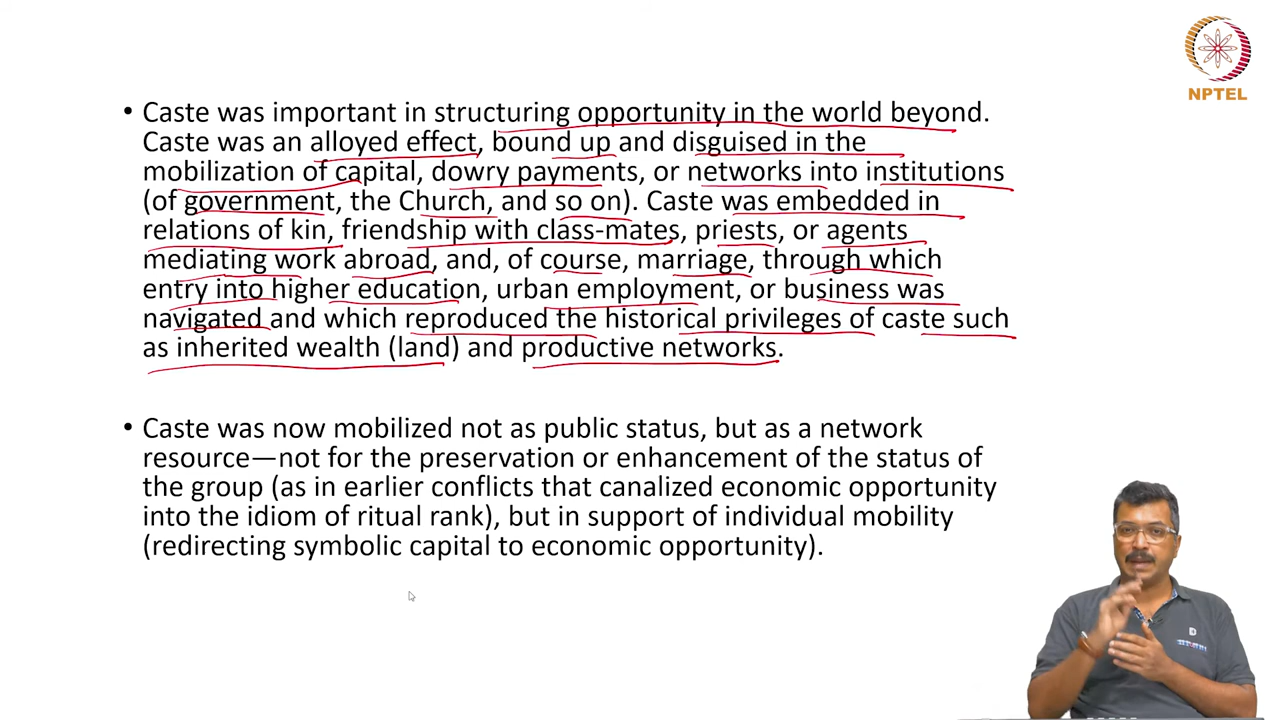 NPTEL
• Caste was important in structuring opportunity in the world beyond.
Caste was an alloyed effect, bound up and disguised in the
mobilization of capital, dowry payments, or networks into institutions
(of government, the Church, and so on). Caste was embedded in
relations of kin, friendship with class-mates, priests, or agents
mediating work abroad, and, of course, marriage, through which
entry into higher education, urban employment, or business was
navigated and which reproduced the historical privileges of caste such
as inherited wealth (land) and productive networks.
• Caste was now mobilized not as public status, but as a network
resource—not for the preservation or enhancement of the status of
the group (as in earlier conflicts that canalized economic opportunity
into the idiom of ritual rank), but in support of individual mobility
(redirecting symbolic capital to economic opportunity).